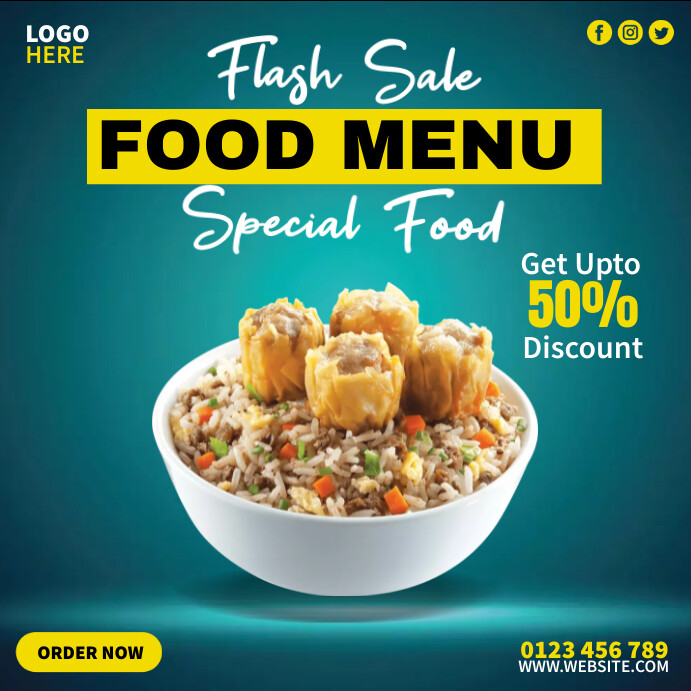 LOGO
HERE
Flash Sale
FOOD MENU
Special Food
Get Upto
50%
Discount
ORDER NOW
0123 456 789
WWW.WEBSITE.COM